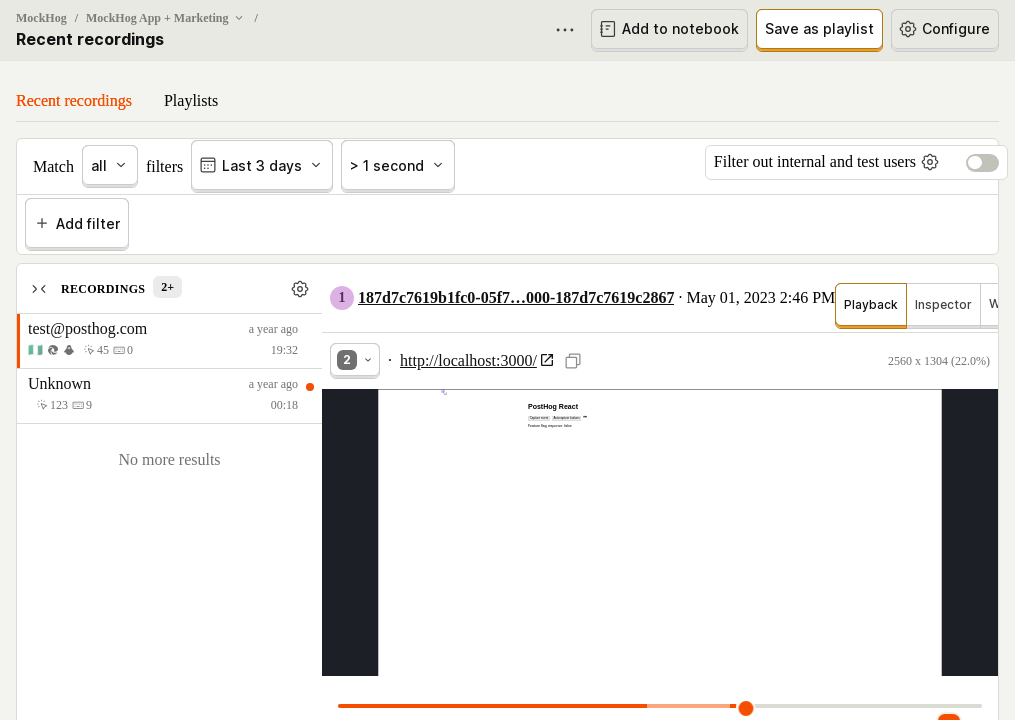 MockHog / MockHog App + Marketing /
Recent recordings
Add to notebook
Save as playlist
Configure
Recent recordings
Playlists
Match all filters Last 3 days > 1 second
Filter out internal and test users
Add filter
RECORDINGS 2+
test@posthog.com a year ago
45 0 19:32
Unknown a year ago
123 9 00:18
No more results
1 187d7c7619b1fc0-05f7…000-187d7c7619c2867 · May 01, 2023 2:46 PM
Playback Inspector W
2 · http://localhost:3000/ 2560 x 1304 (22.0%)
PostHog React
Feature flag response: false